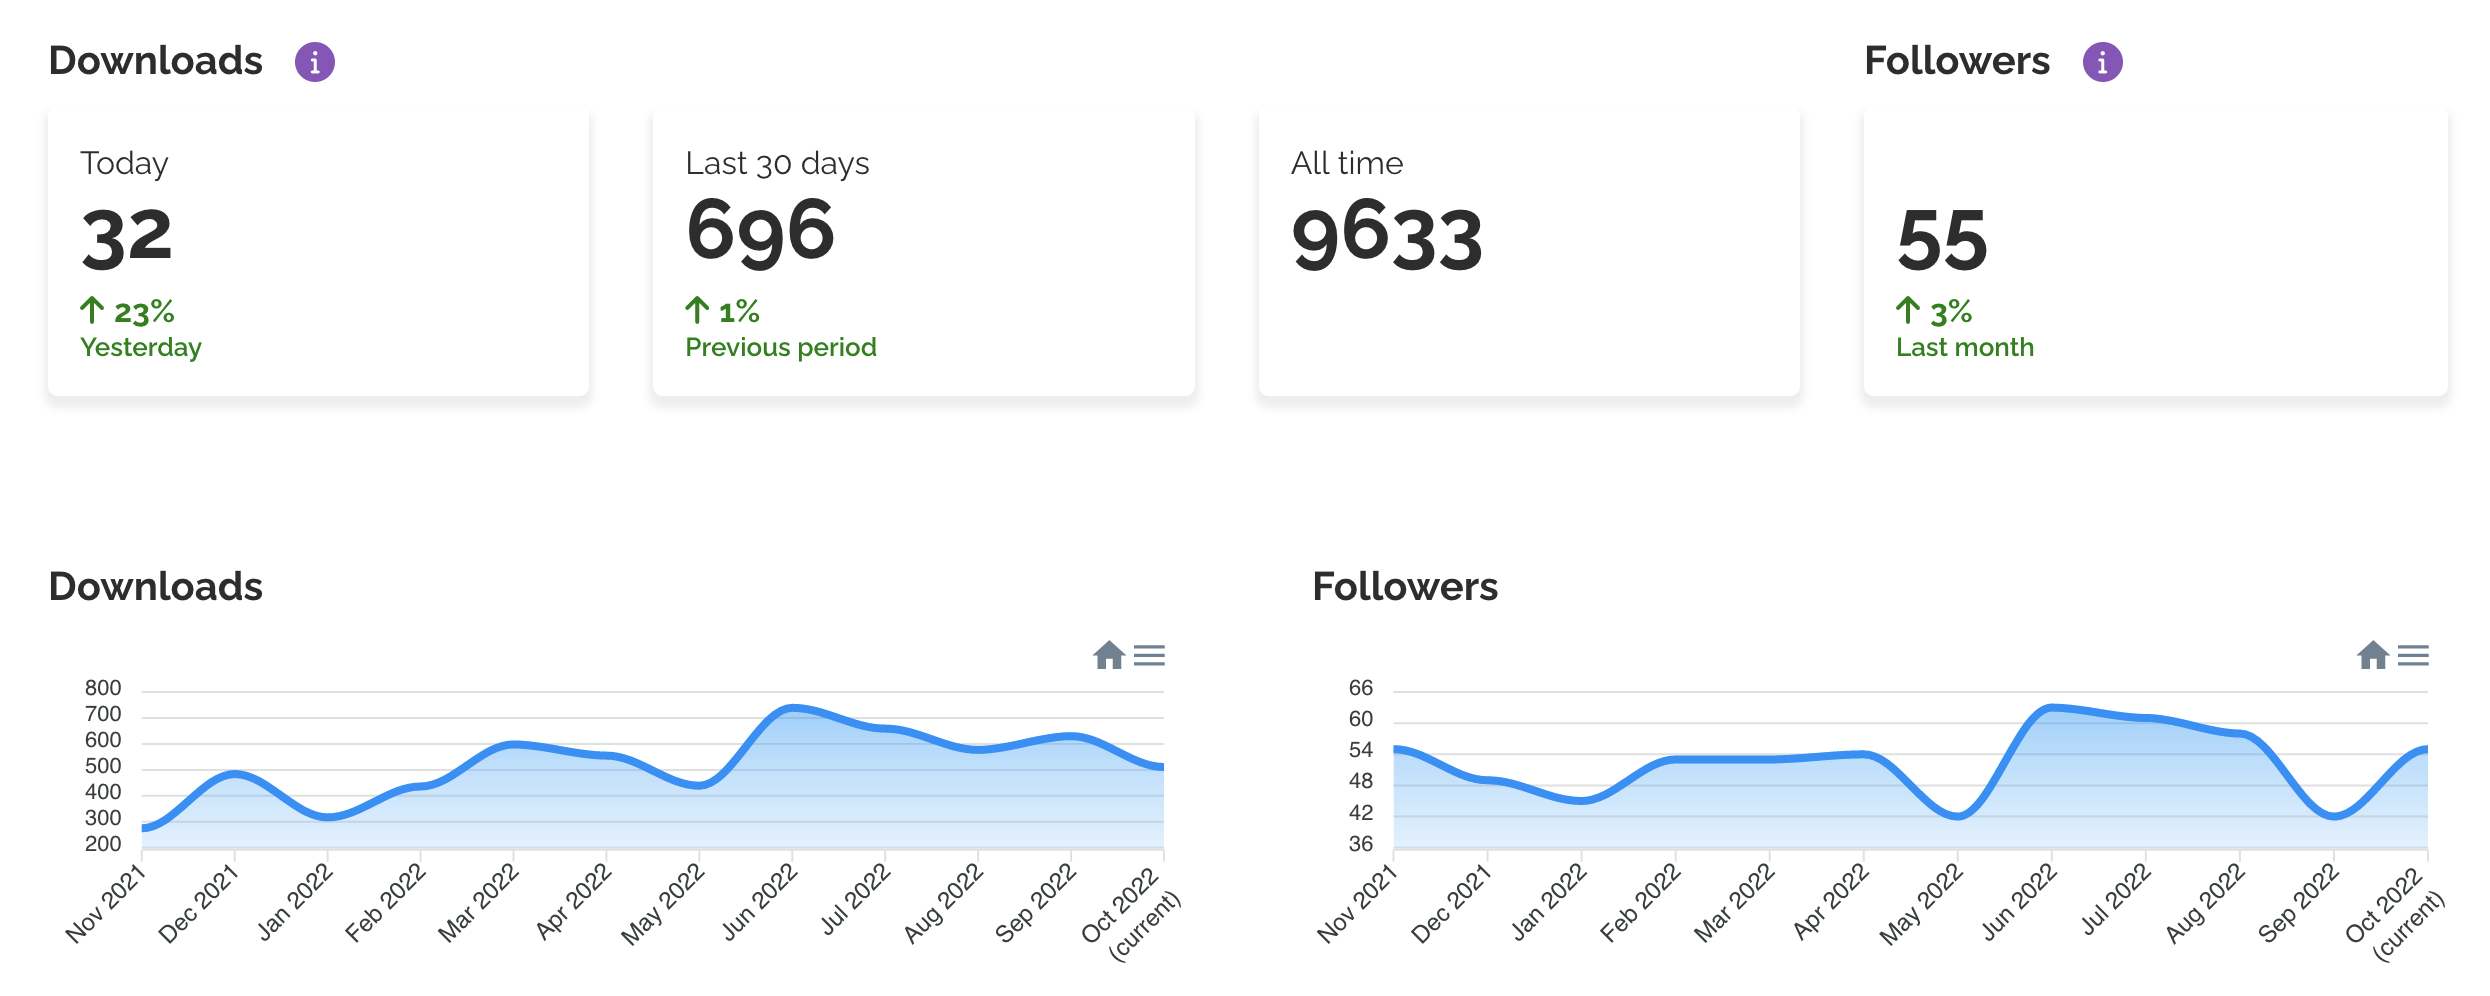 Downloads i
Followers i
Today
32
↑ 23%
Yesterday
Last 30 days
696
↑ 1%
Previous period
All time
9633
55
↑ 3%
Last month
Downloads
800
700
600
500
400
300
200
Nov 2021
Dec 2021
Jan 2022
Feb 2022
Mar 2022
Apr 2022
May 2022
Jun 2022
Jul 2022
Aug 2022
Sep 2022
Oct 2022
(current)
Followers
66
60
54
48
42
36
Nov 2021
Dec 2021
Jan 2022
Feb 2022
Mar 2022
Apr 2022
May 2022
Jun 2022
Jul 2022
Aug 2022
Sep 2022
Oct 2022
(current)